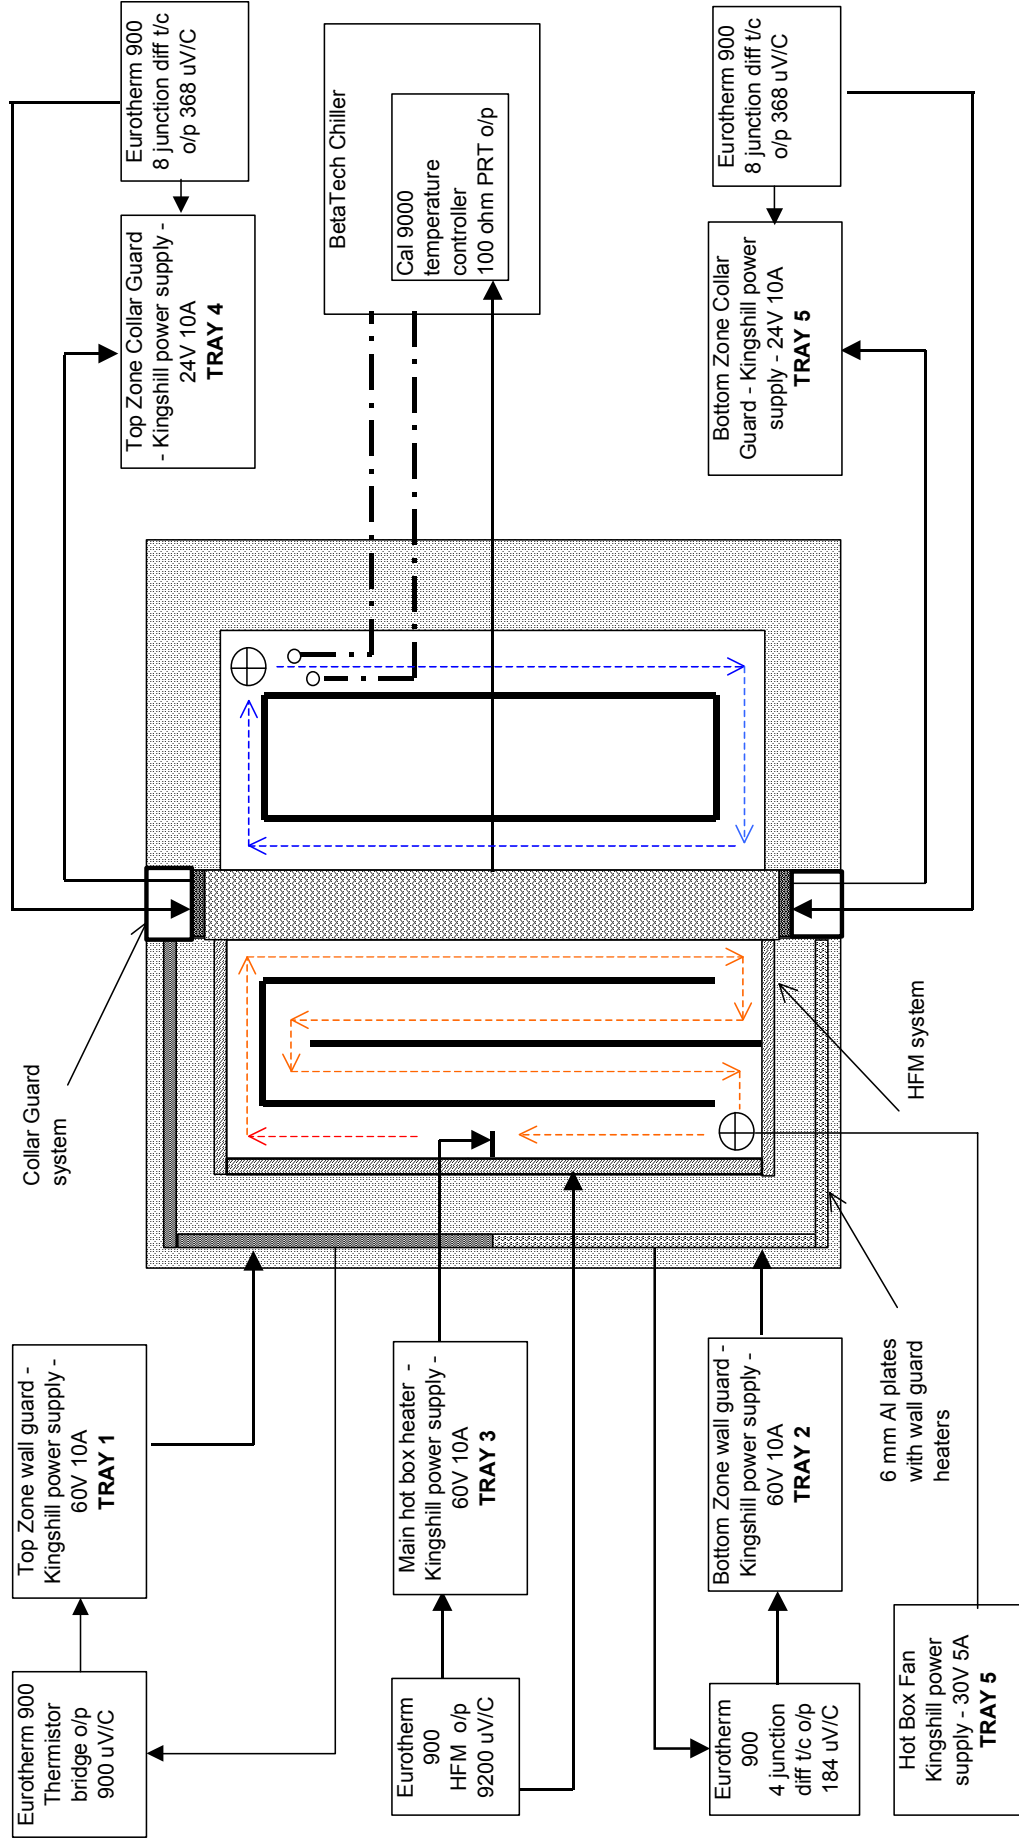 Eurotherm 900
Thermistor
bridge o/p
900 uV/C
Top Zone wall guard -
Kingshill power supply -
60V 10A
TRAY 1
Collar Guard
system
Top Zone Collar Guard
- Kingshill power supply -
24V 10A
TRAY 4
Eurotherm 900
8 junction diff t/c
o/p 368 uV/C
BetaTech Chiller
Cal 9000
temperature
controller
100 ohm PRT o/p
Eurotherm
900
HFM o/p
9200 uV/C
Main hot box heater -
Kingshill power supply -
60V 10A
TRAY 3
Eurotherm
900
4 junction
diff t/c o/p
184 uV/C
Bottom Zone wall guard -
Kingshill power supply -
60V 10A
TRAY 2
Bottom Zone Collar
Guard - Kingshill power
supply - 24V 10A
TRAY 5
Eurotherm 900
8 junction diff t/c
o/p 368 uV/C
Hot Box Fan
Kingshill power
supply - 30V 5A
TRAY 5
6 mm Al plates
with wall guard
heaters
HFM system